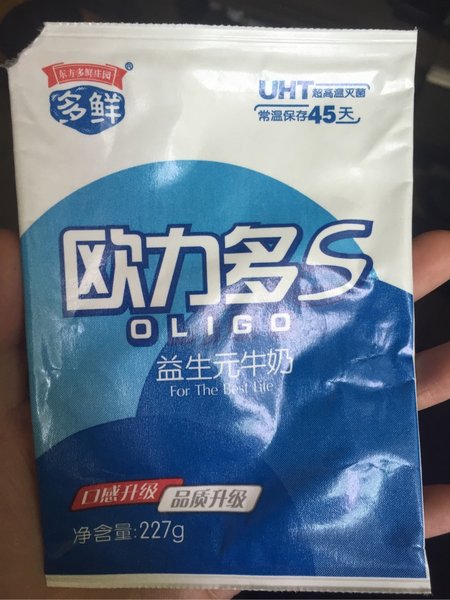 东方多鲜庄园
®
多鲜
UHT超高温灭菌
常温保存45天
欧力多S
OLIGO
益生元牛奶
For The Best Life
口感升级 品质升级
净含量:227g